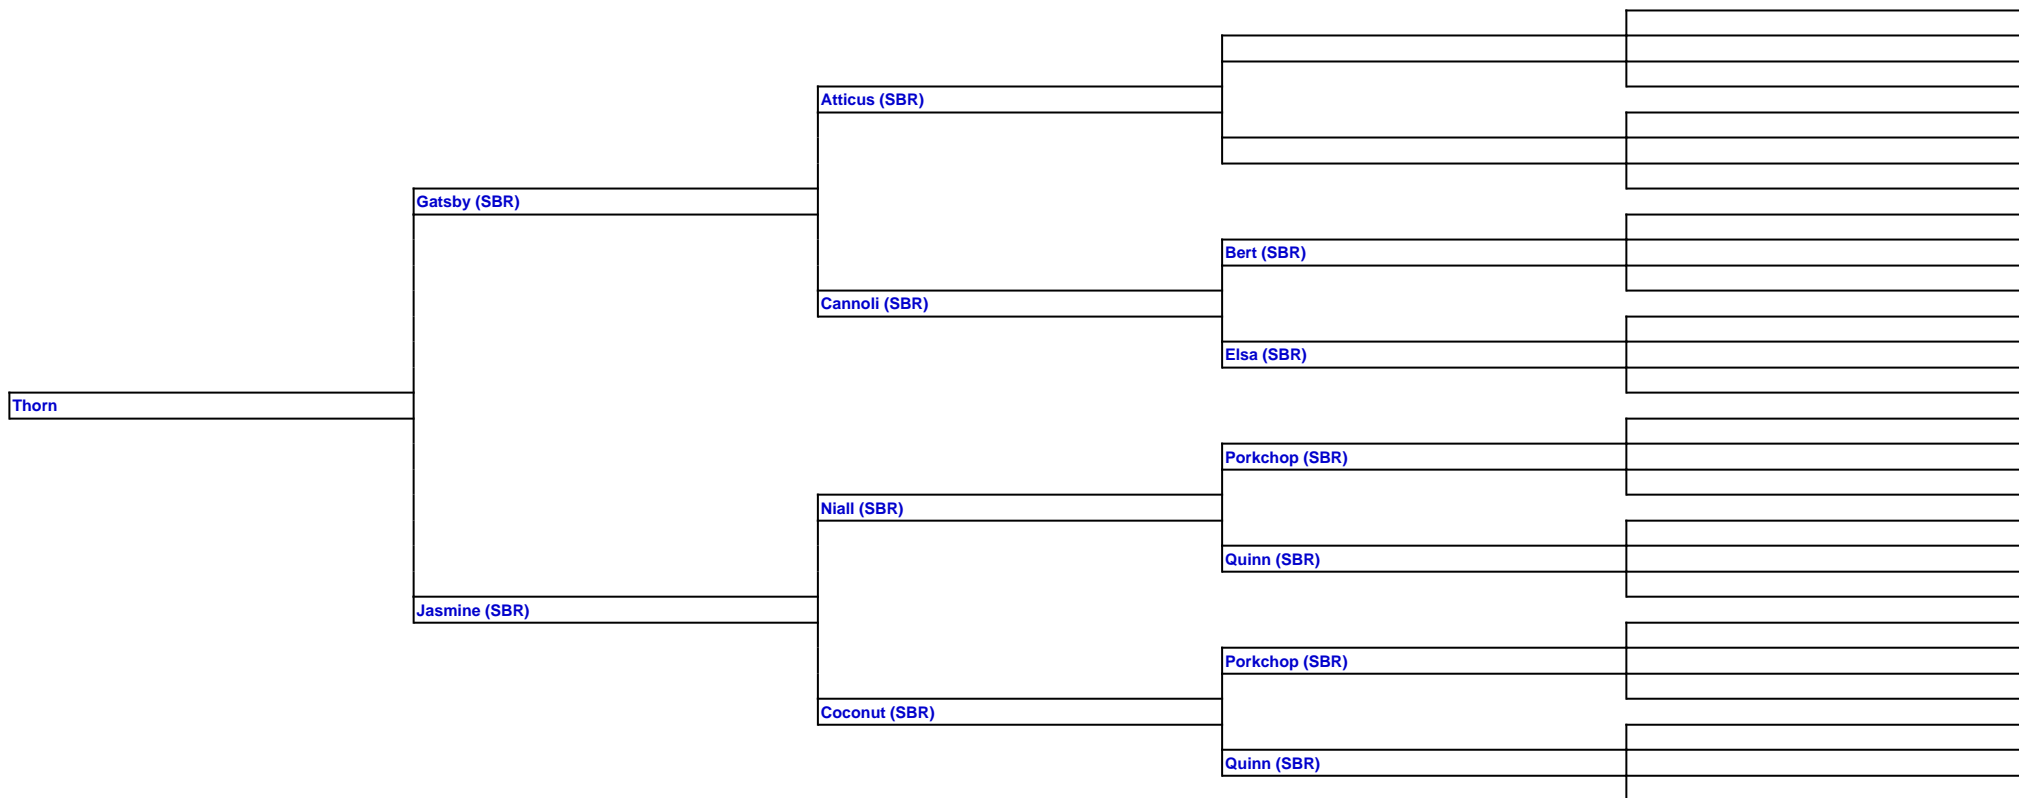 Atticus (SBR)
Gatsby (SBR)
Bert (SBR)
Cannoli (SBR)
Elsa (SBR)
Thorn
Porkchop (SBR)
Niall (SBR)
Quinn (SBR)
Jasmine (SBR)
Porkchop (SBR)
Coconut (SBR)
Quinn (SBR)